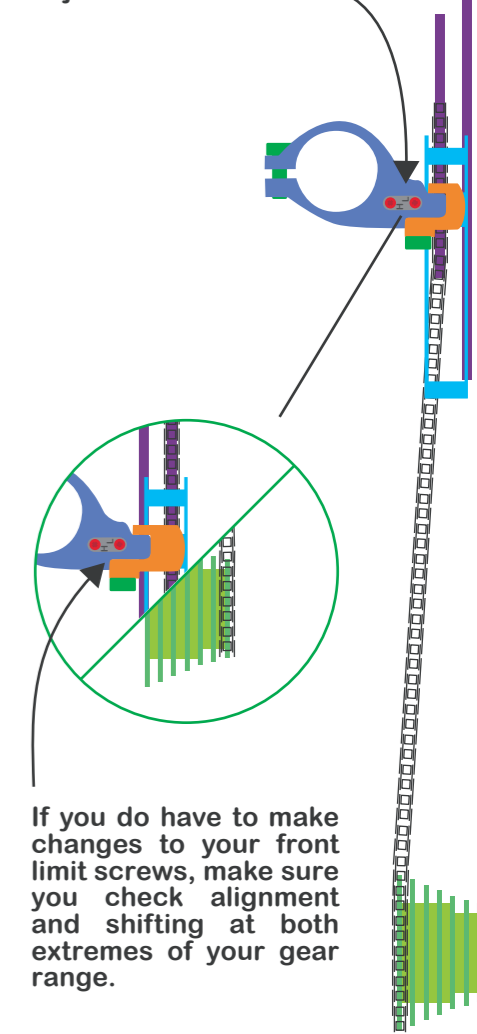 H L
H L
If you do have to make
changes to your front
limit screws, make sure
you check alignment
and shifting at both
extremes of your gear
range.